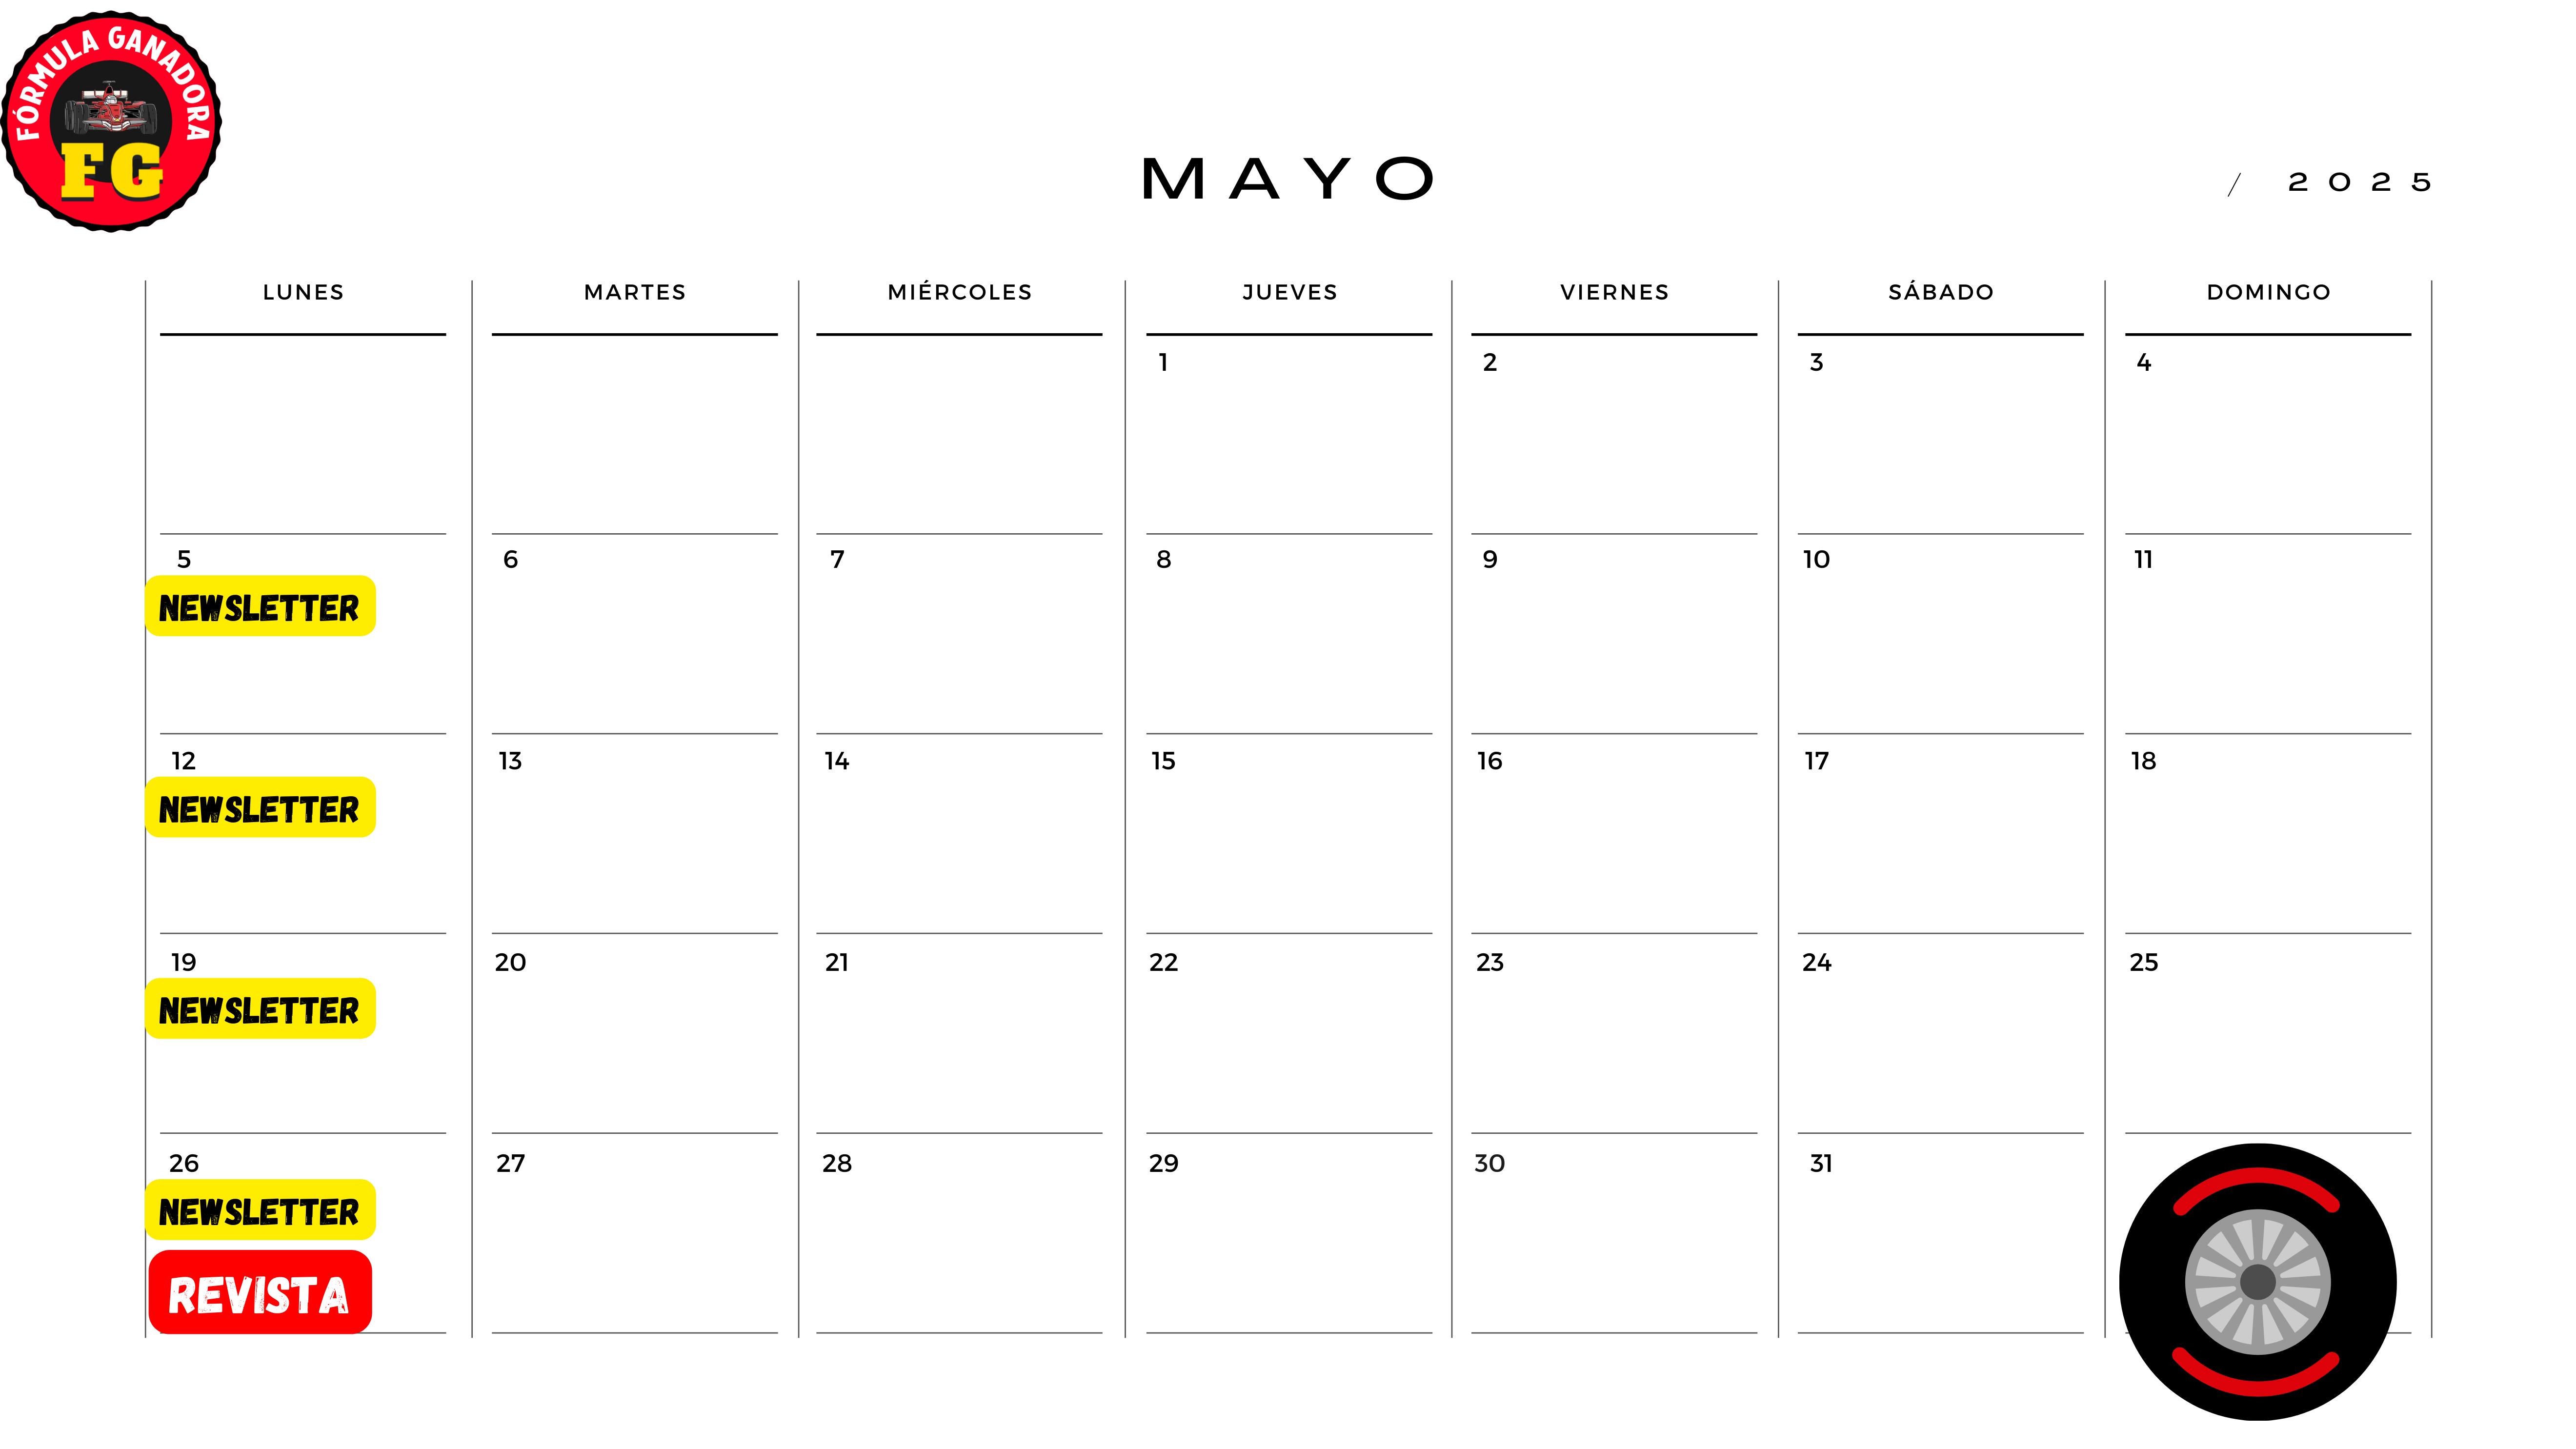 FÓRMULA GANADORA
FG
MAYO
/ 2025
LUNES MARTES MIÉRCOLES JUEVES VIERNES SÁBADO DOMINGO
1 2 3 4
5 6 7 8 9 10 11
NEWSLETTER
12 13 14 15 16 17 18
NEWSLETTER
19 20 21 22 23 24 25
NEWSLETTER
26 27 28 29 30 31
NEWSLETTER
REVISTA